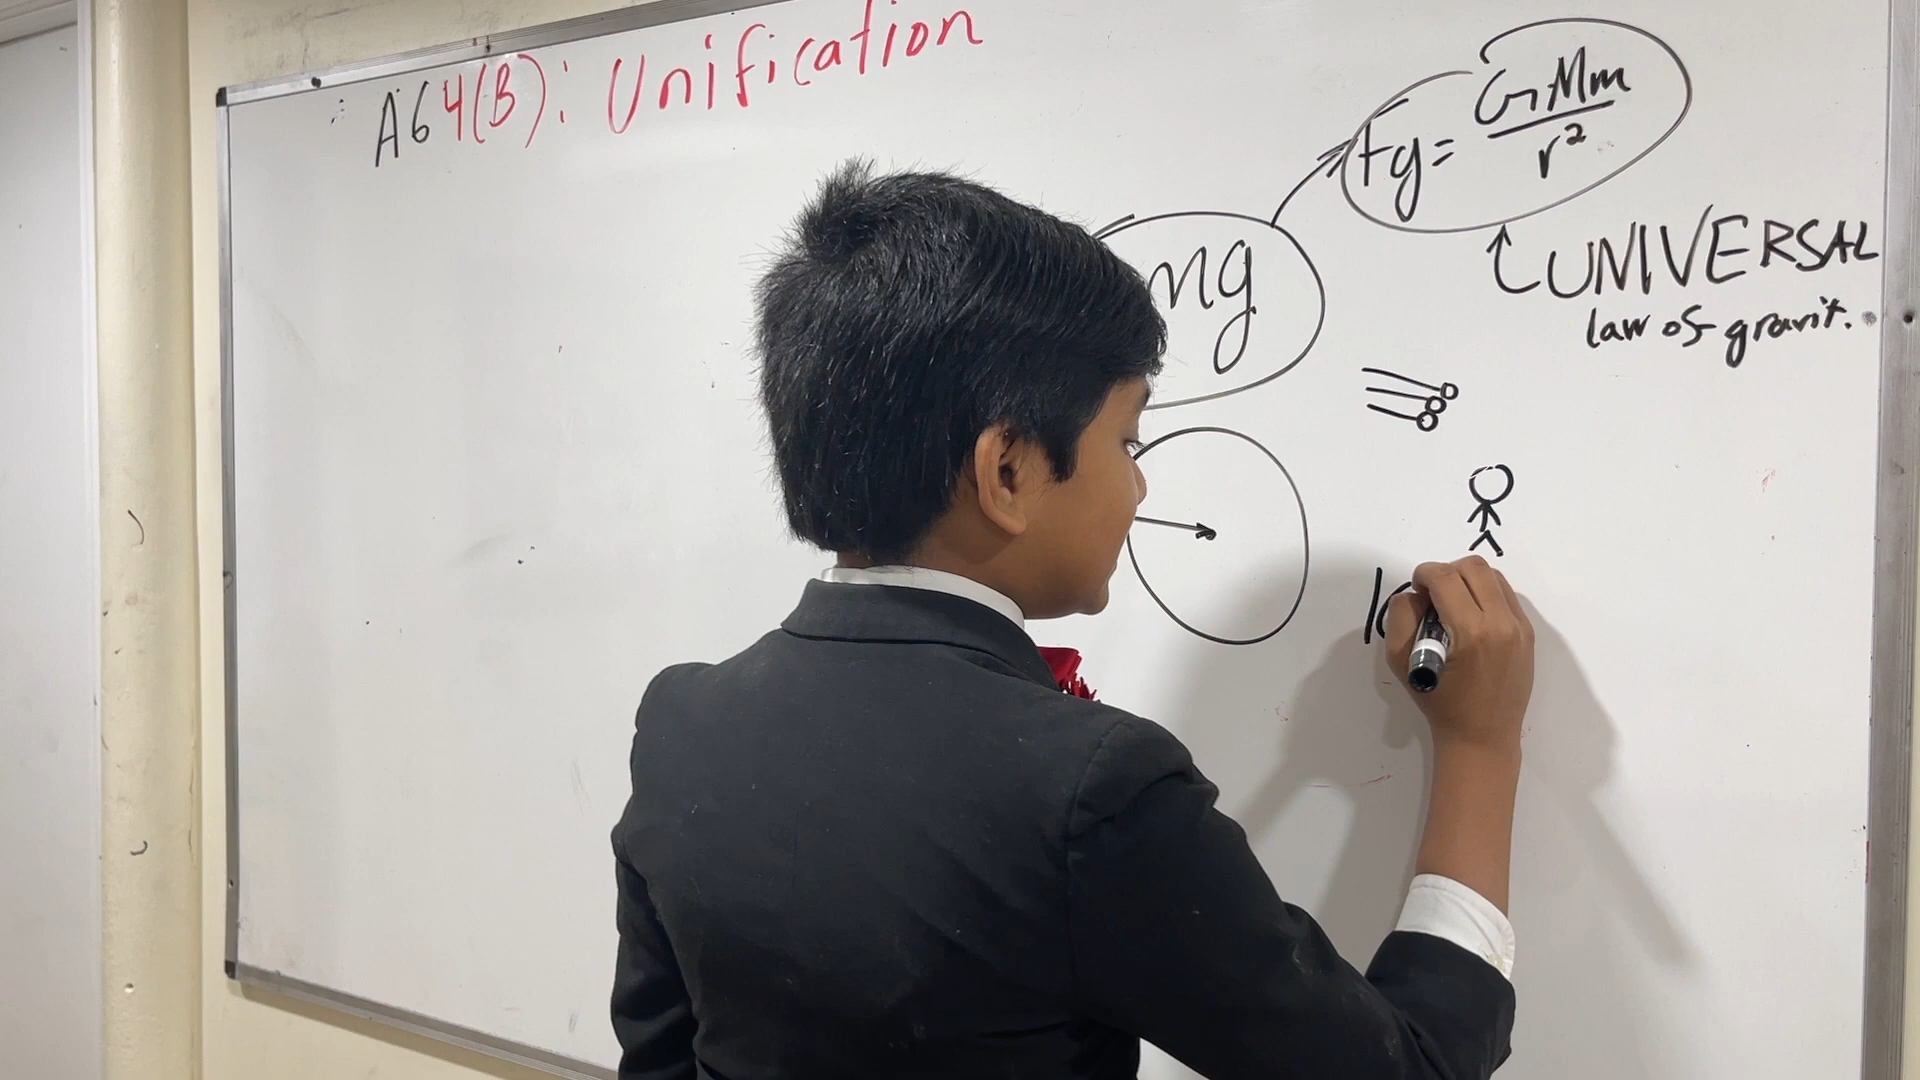 A64(B): Unification
Fg = GMm/r²
mg
UNIVERSAL
law of gravit.